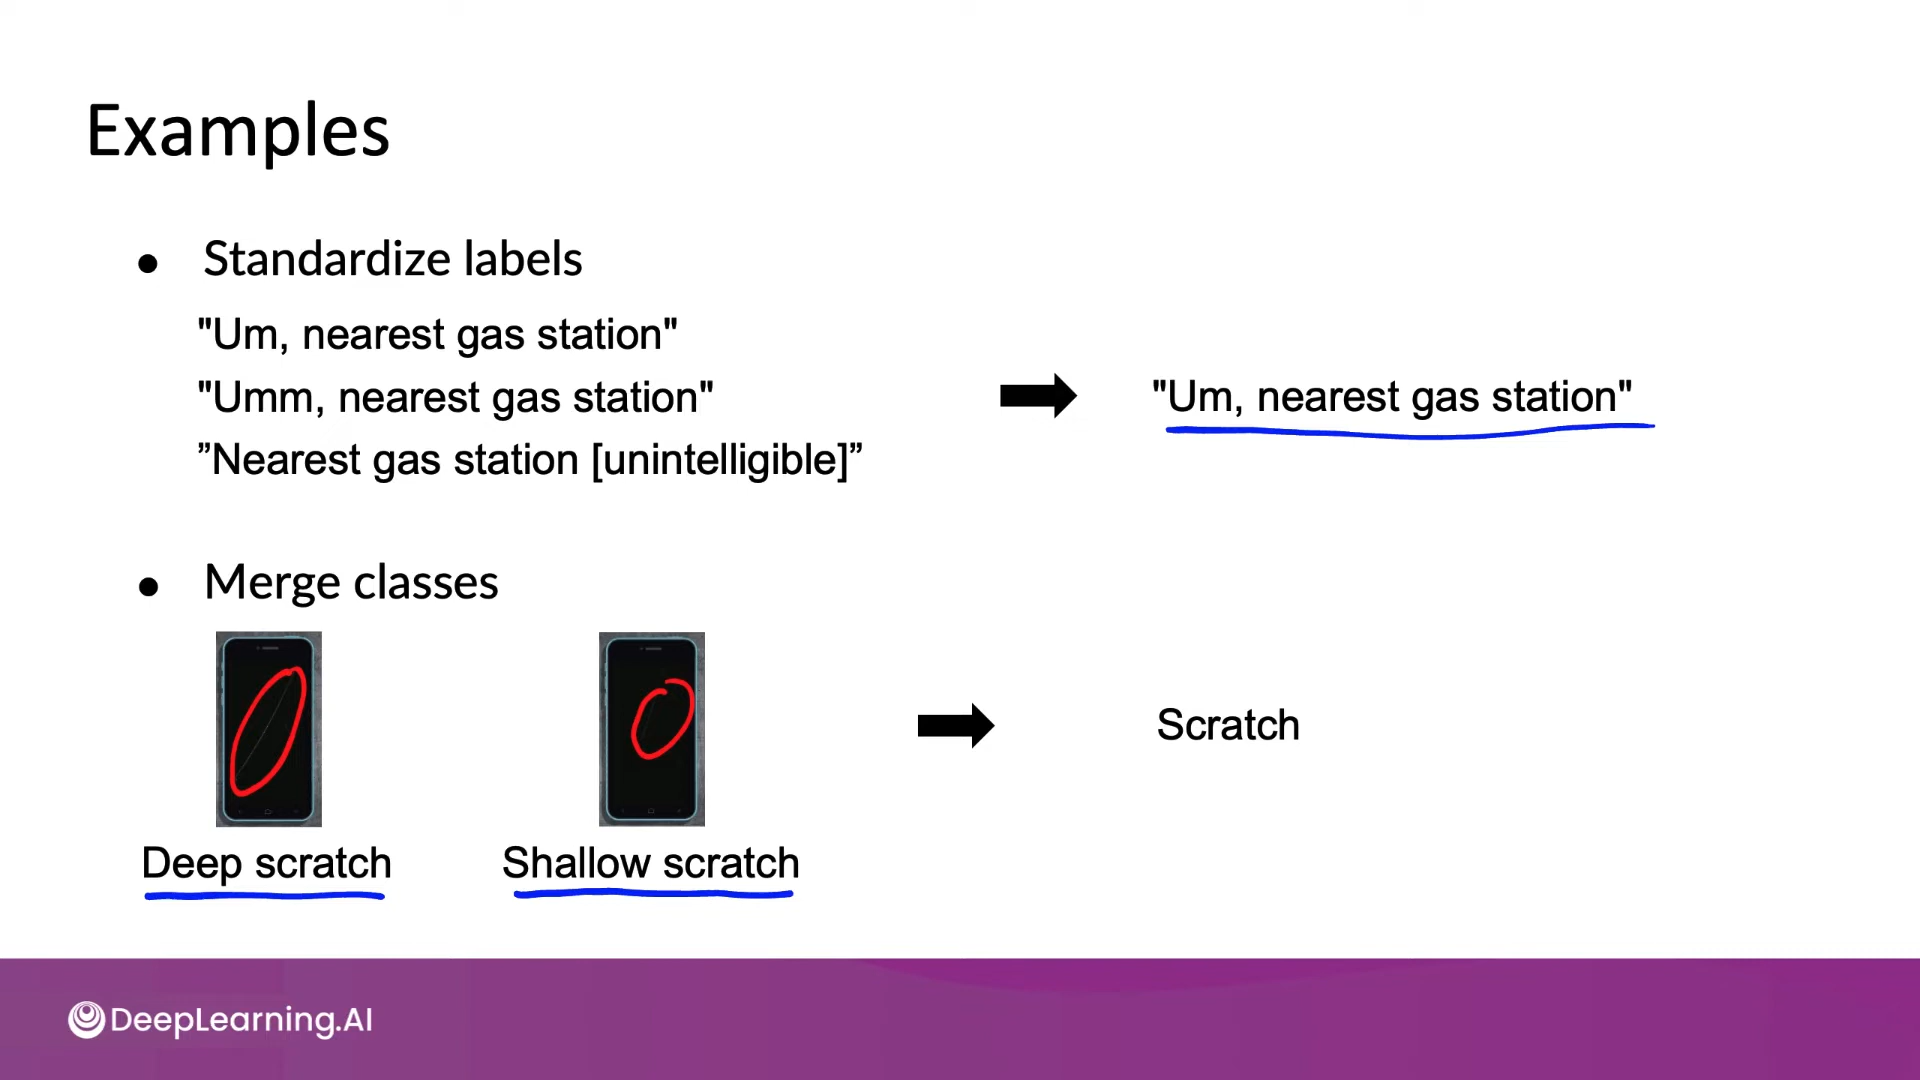 Examples
● Standardize labels
"Um, nearest gas station"
"Umm, nearest gas station"
"Um, nearest gas station"
”Nearest gas station [unintelligible]”
● Merge classes
Scratch
Deep scratch
Shallow scratch
DeepLearning.AI